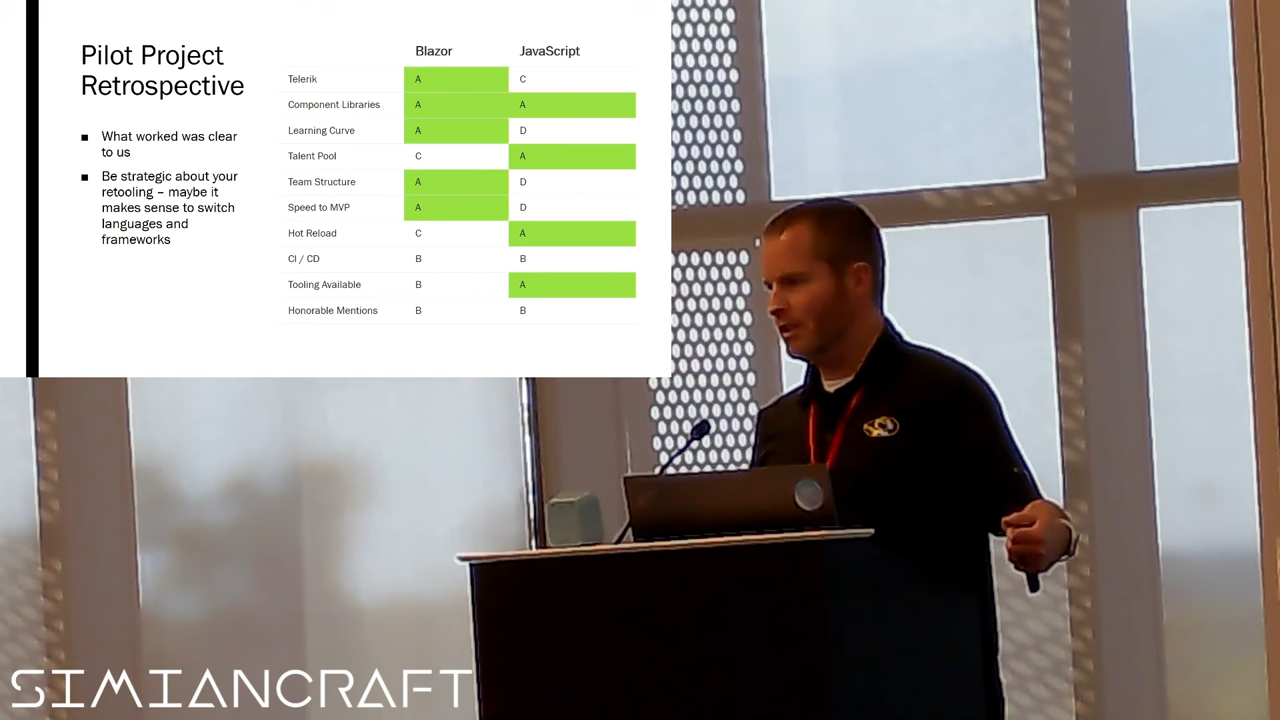 Pilot Project
Retrospective
■ What worked was clear
to us
■ Be strategic about your
retooling – maybe it
makes sense to switch
languages and
frameworks
Blazor JavaScript
Telerik A C
Component Libraries A A
Learning Curve A D
Talent Pool C A
Team Structure A D
Speed to MVP A D
Hot Reload C A
CI / CD B B
Tooling Available B A
Honorable Mentions B B
SIMIANCRAFT